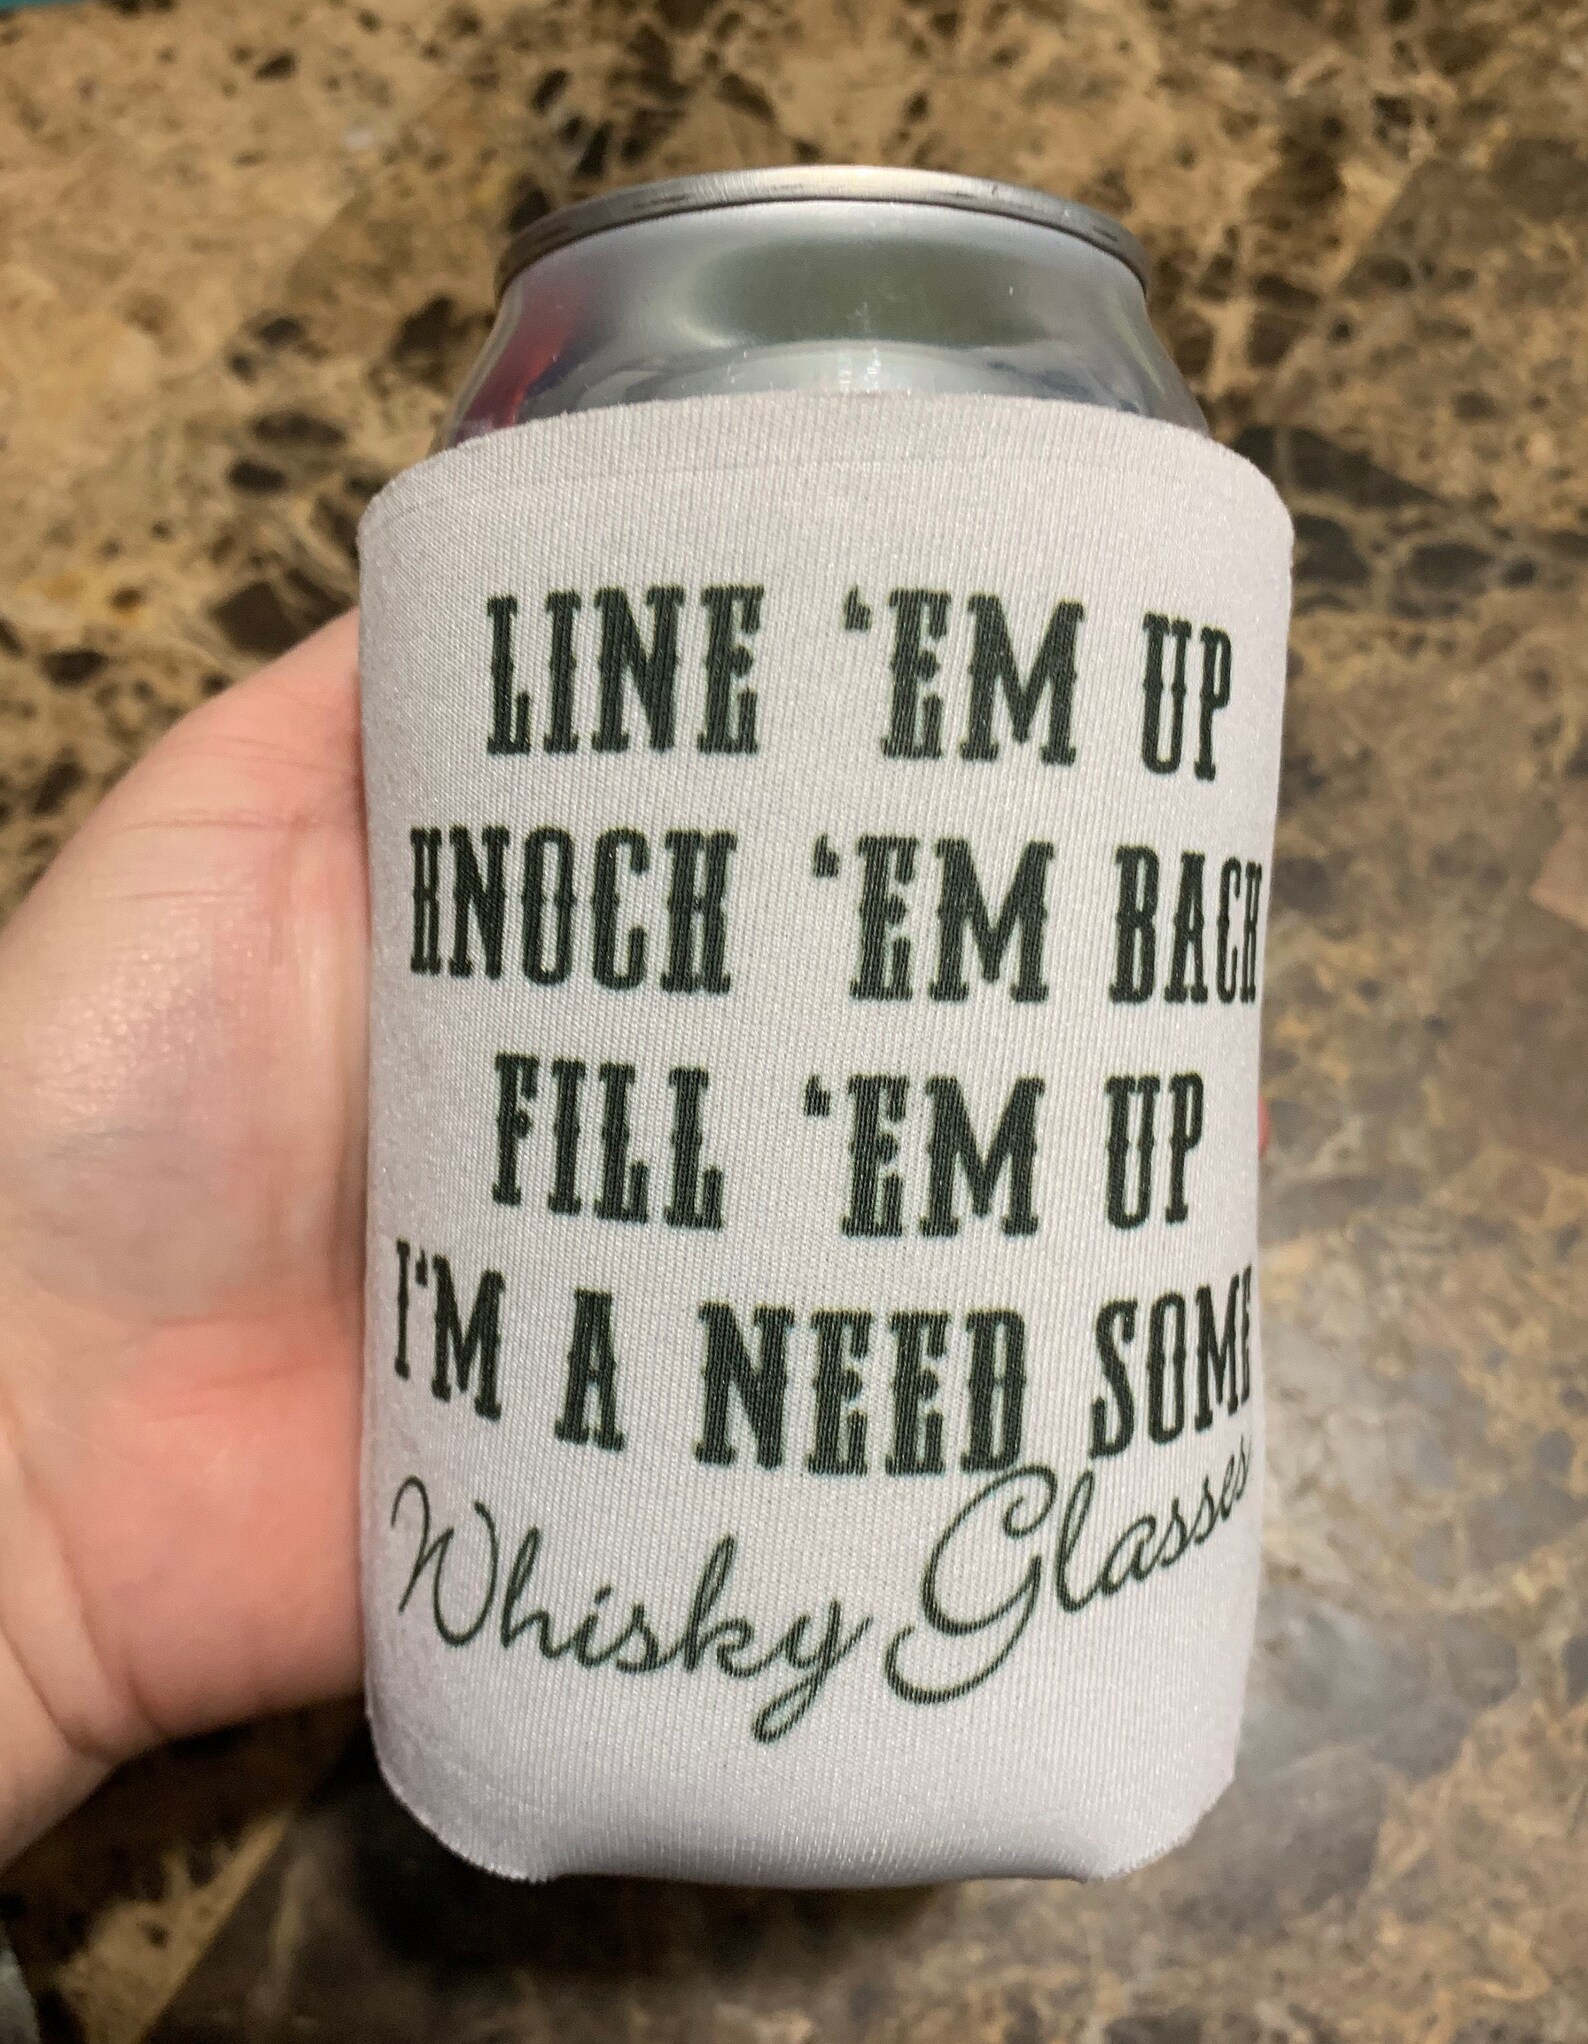 LINE ‘EM UP
KNOCK ‘EM BACK
FILL ‘EM UP
I‘M A NEED SOME
Whisky Glasses